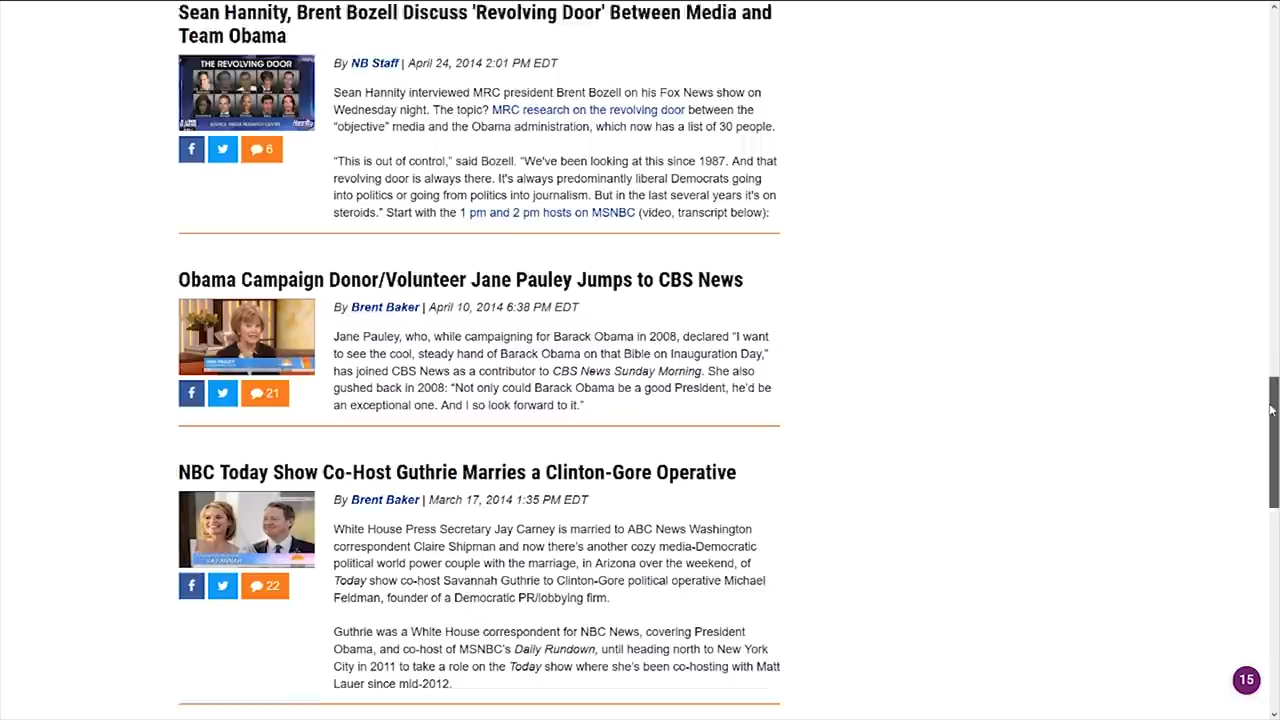 Sean Hannity, Brent Bozell Discuss 'Revolving Door' Between Media and
Team Obama
THE REVOLVING DOOR
By NB Staff | April 24, 2014 2:01 PM EDT
Sean Hannity interviewed MRC president Brent Bozell on his Fox News show on
Wednesday night. The topic? MRC research on the revolving door between the
“objective” media and the Obama administration, which now has a list of 30 people.
6
“This is out of control,” said Bozell. “We've been looking at this since 1987. And that
revolving door is always there. It's always predominantly liberal Democrats going
into politics or going from politics into journalism. But in the last several years it's on
steroids.” Start with the 1 pm and 2 pm hosts on MSNBC (video, transcript below):
Obama Campaign Donor/Volunteer Jane Pauley Jumps to CBS News
By Brent Baker | April 10, 2014 6:38 PM EDT
Jane Pauley, who, while campaigning for Barack Obama in 2008, declared “I want
to see the cool, steady hand of Barack Obama on that Bible on Inauguration Day,”
has joined CBS News as a contributor to CBS News Sunday Morning. She also
gushed back in 2008: “Not only could Barack Obama be a good President, he’d be
an exceptional one. And I so look forward to it.”
21
NBC Today Show Co-Host Guthrie Marries a Clinton-Gore Operative
By Brent Baker | March 17, 2014 1:35 PM EDT
White House Press Secretary Jay Carney is married to ABC News Washington
correspondent Claire Shipman and now there’s another cozy media-Democratic
political world power couple with the marriage, in Arizona over the weekend, of
Today show co-host Savannah Guthrie to Clinton-Gore political operative Michael
Feldman, founder of a Democratic PR/lobbying firm.
22
Guthrie was a White House correspondent for NBC News, covering President
Obama, and co-host of MSNBC’s Daily Rundown, until heading north to New York
City in 2011 to take a role on the Today show where she’s been co-hosting with Matt
Lauer since mid-2012.
15